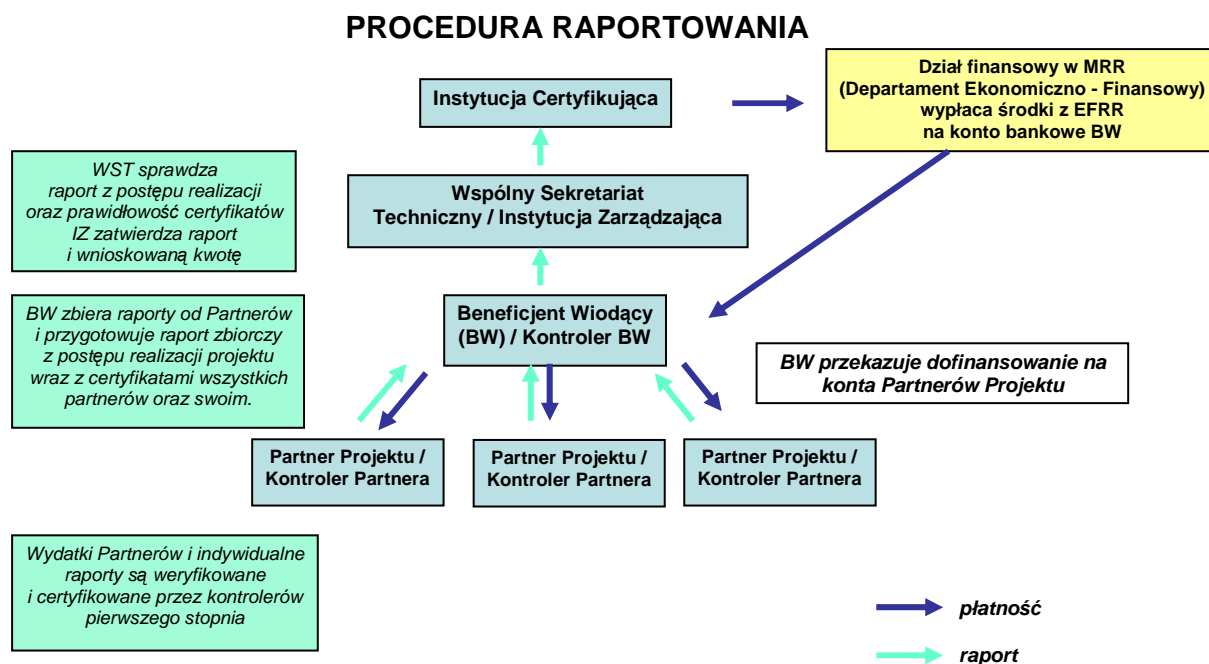 PROCEDURA RAPORTOWANIA
Instytucja Certyfikująca
Dział finansowy w MRR
(Departament Ekonomiczno - Finansowy)
wypłaca środki z EFRR
na konto bankowe BW
WST sprawdza
raport z postępu realizacji
oraz prawidłowość certyfikatów
IZ zatwierdza raport
i wnioskowaną kwotę
Wspólny Sekretariat
Techniczny / Instytucja Zarządzająca
BW zbiera raporty od Partnerów
i przygotowuje raport zbiorczy
z postępu realizacji projektu
wraz z certyfikatami wszystkich
partnerów oraz swoim.
Beneficjent Wiodący
(BW) / Kontroler BW
BW przekazuje dofinansowanie na
konta Partnerów Projektu
Partner Projektu /
Kontroler Partnera
Partner Projektu /
Kontroler Partnera
Partner Projektu /
Kontroler Partnera
Wydatki Partnerów i indywidualne
raporty są weryfikowane
i certyfikowane przez kontrolerów
pierwszego stopnia
płatność
raport